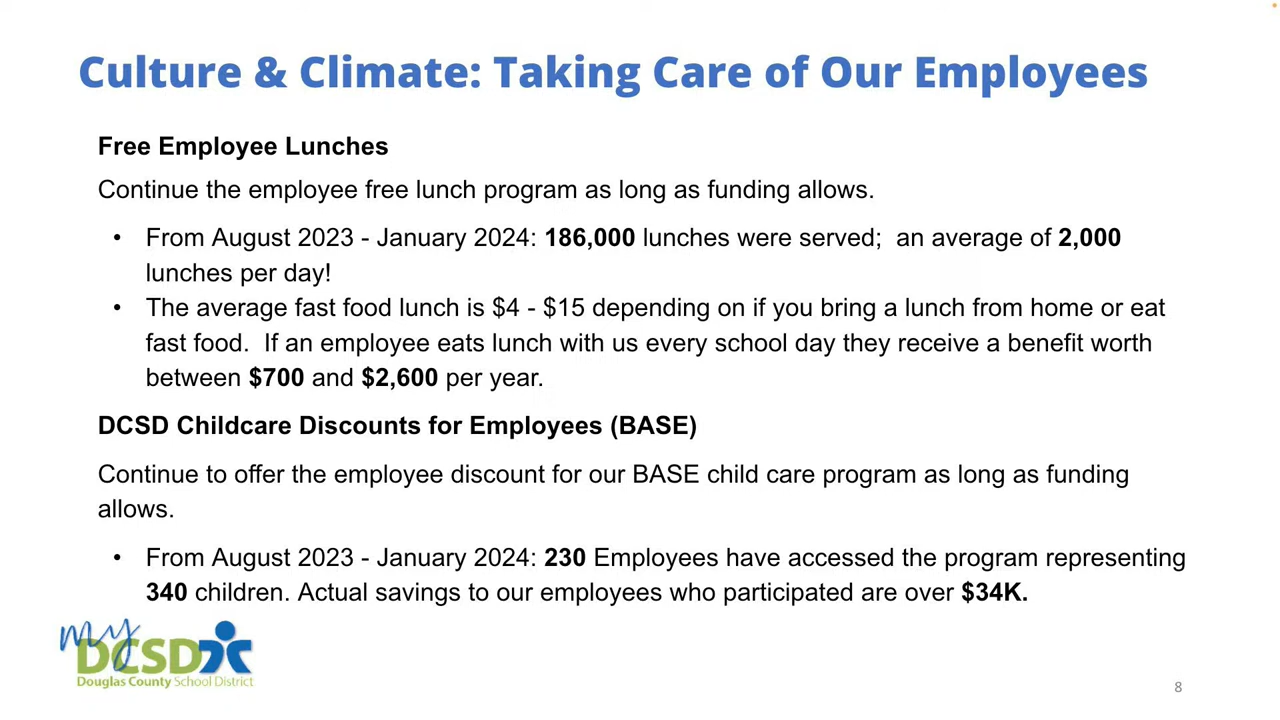 Culture & Climate: Taking Care of Our Employees
Free Employee Lunches
Continue the employee free lunch program as long as funding allows.
• From August 2023 - January 2024: 186,000 lunches were served;  an average of 2,000
lunches per day!
• The average fast food lunch is $4 - $15 depending on if you bring a lunch from home or eat
fast food.  If an employee eats lunch with us every school day they receive a benefit worth
between $700 and $2,600 per year.
DCSD Childcare Discounts for Employees (BASE)
Continue to offer the employee discount for our BASE child care program as long as funding
allows.
• From August 2023 - January 2024: 230 Employees have accessed the program representing
340 children. Actual savings to our employees who participated are over $34K.
my
DCSD
Douglas County School District
8